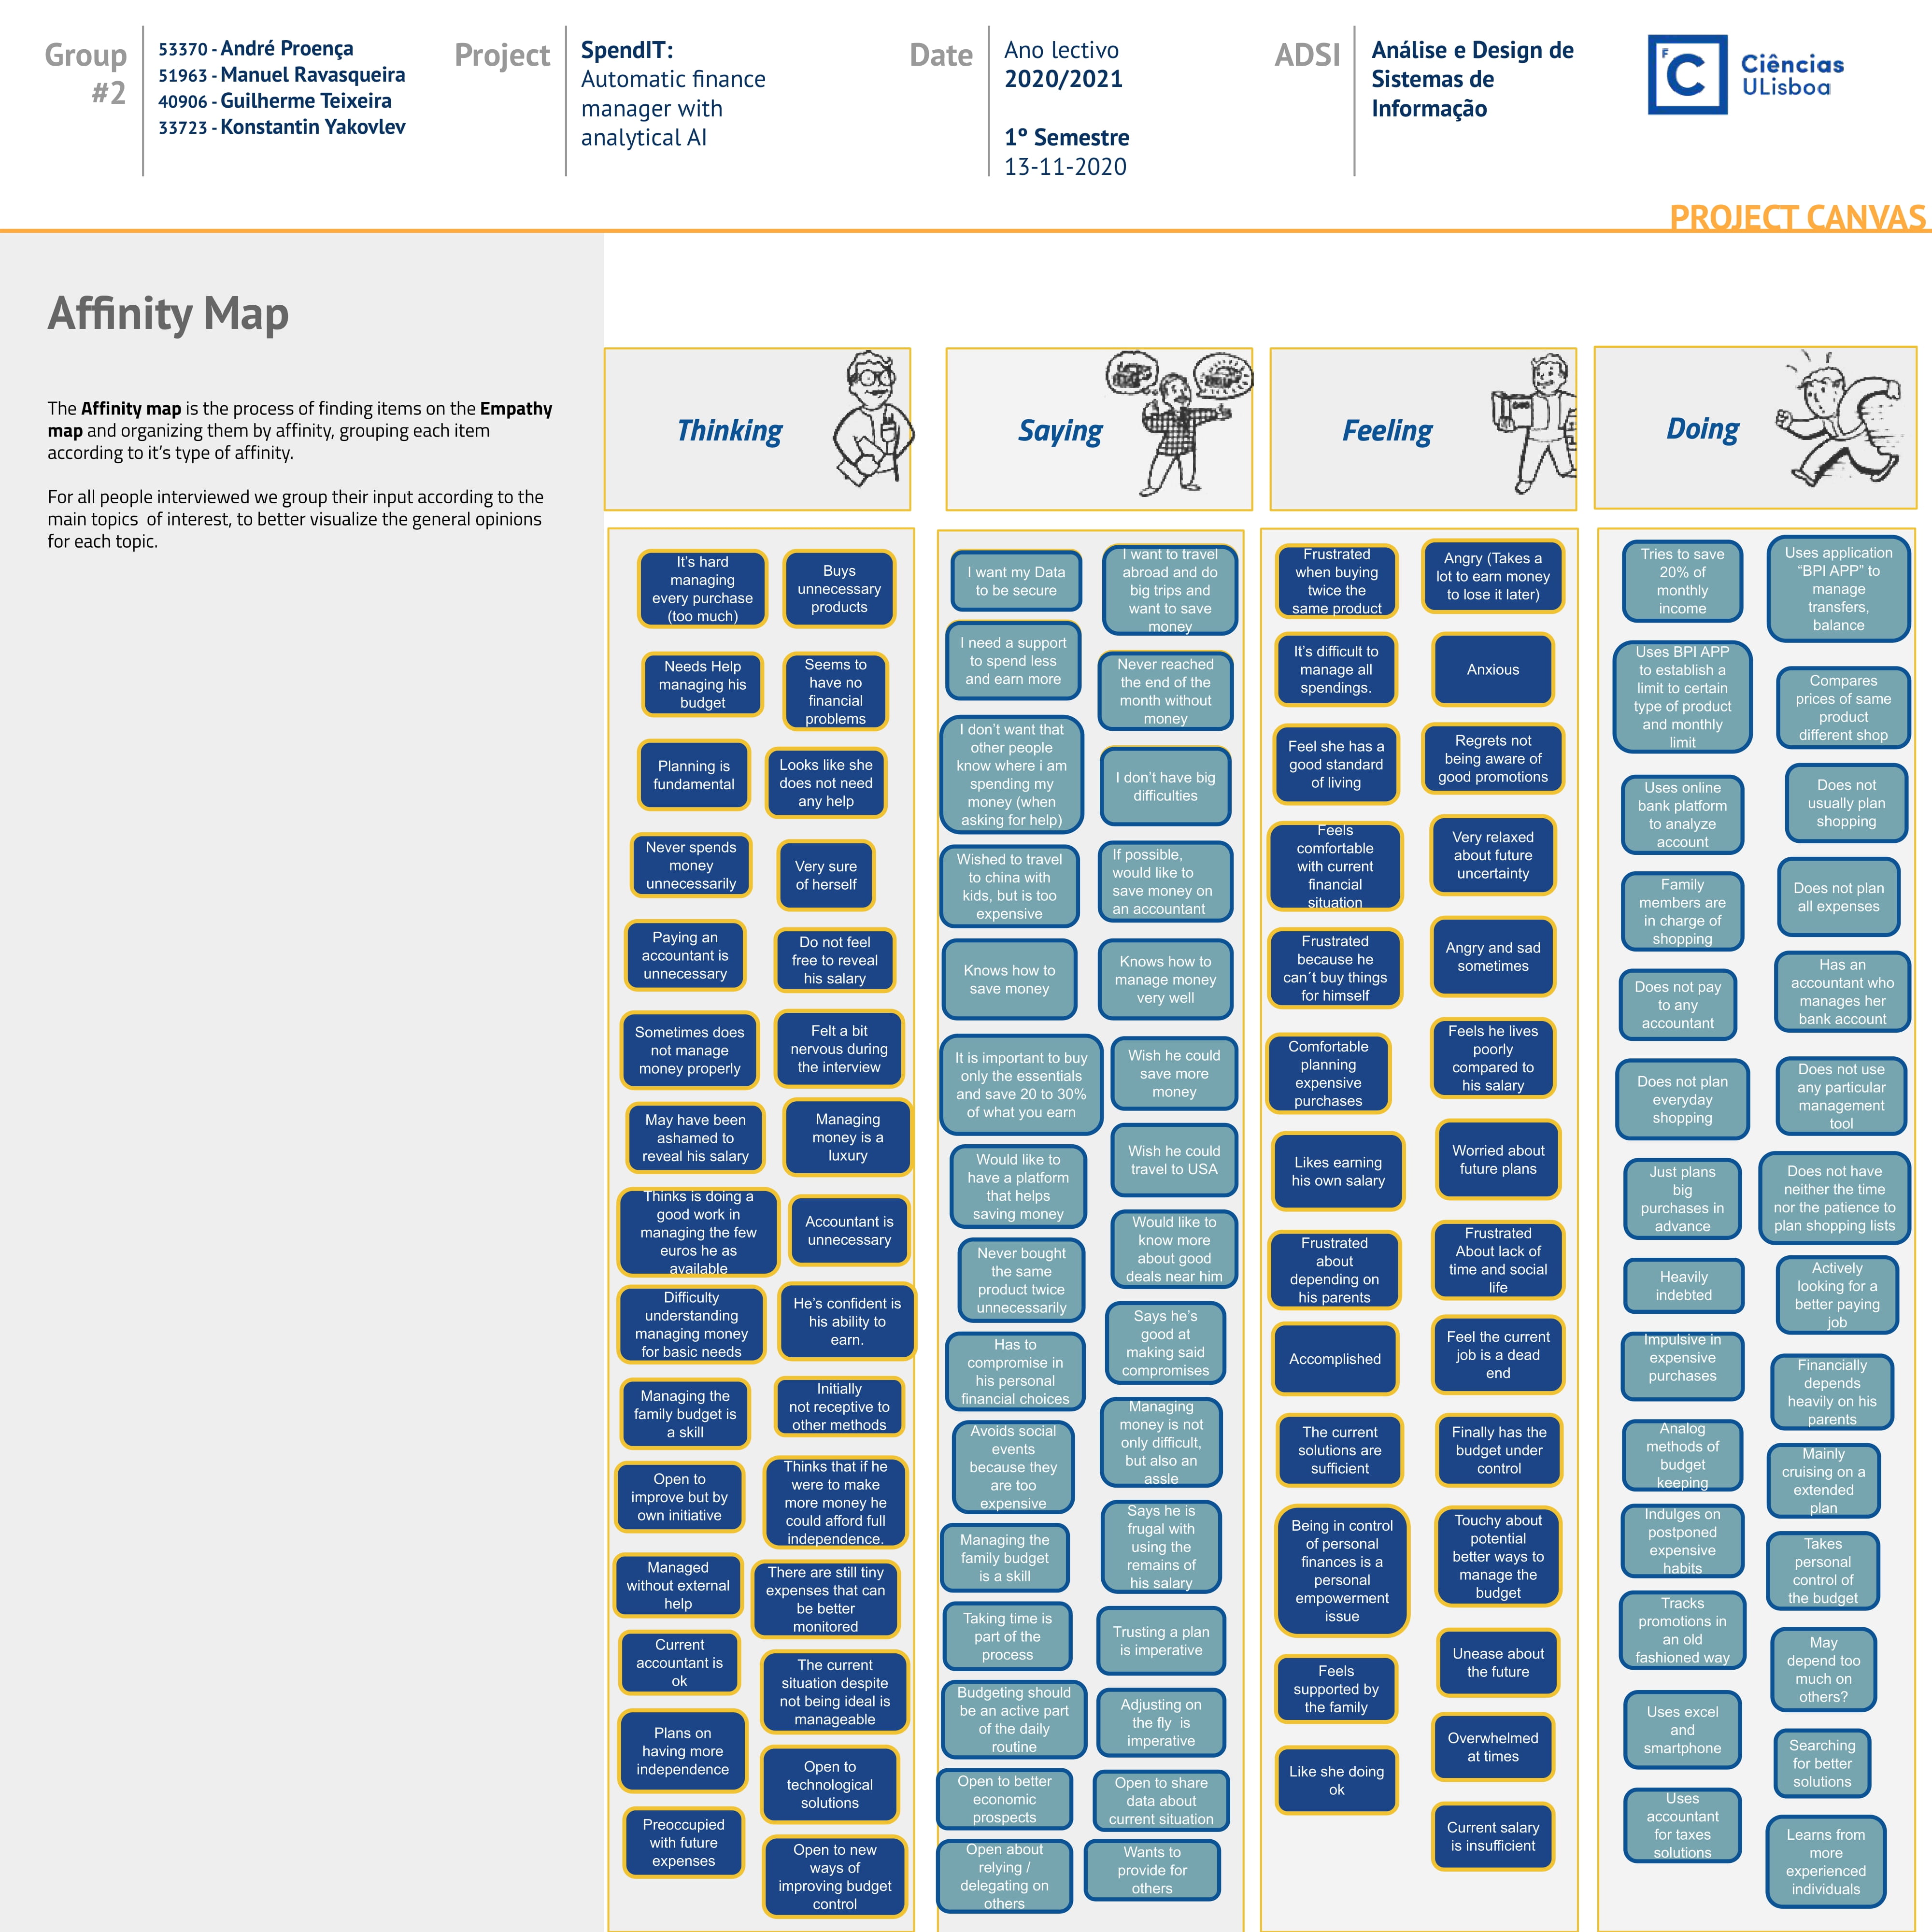 Group
#2
53370 - André Proença
51963 - Manuel Ravasqueira
40906 - Guilherme Teixeira
33723 - Konstantin Yakovlev
Project
SpendIT:
Automatic finance
manager with
analytical AI
Date
Ano lectivo
2020/2021
1º Semestre
13-11-2020
ADSI
Análise e Design de
Sistemas de
Informação
F
C
Ciências
ULisboa
PROJECT CANVAS
Affinity Map
The Affinity map is the process of finding items on the Empathy
map and organizing them by affinity, grouping each item
according to it's type of affinity.
For all people interviewed we group their input according to the
main topics of interest, to better visualize the general opinions
for each topic.
Thinking
It's hard
managing
every purchase
(too much)
Buys
unnecessary
products
Needs Help
managing his
budget
Seems to
have no
financial
problems
Planning is
fundamental
Looks like she
does not need
any help
Never spends
money
unnecessarily
Very sure
of herself
Paying an
accountant is
unnecessary
Do not feel
free to reveal
his salary
Sometimes does
not manage
money properly
Felt a bit
nervous during
the interview
May have been
ashamed to
reveal his salary
Managing
money is a
luxury
Thinks is doing a
good work in
managing the few
euros he as
available
Accountant is
unnecessary
Difficulty
understanding
managing money
for basic needs
He's confident is
his ability to
earn.
Managing the
family budget is
a skill
Initially
not receptive to
other methods
Open to
improve but by
own initiative
Thinks that if he
were to make
more money he
could afford full
independence.
Managed
without external
help
There are still tiny
expenses that can
be better
monitored
Current
accountant is
ok
The current
situation despite
not being ideal is
manageable
Plans on
having more
independence
Open to
technological
solutions
Preoccupied
with future
expenses
Open to new
ways of
improving budget
control
Saying
I want my Data
to be secure
I want to travel
abroad and do
big trips and
want to save
money
I need a support
to spend less
and earn more
Never reached
the end of the
month without
money
I don't want that
other people
know where i am
spending my
money (when
asking for help)
I don't have big
difficulties
Wished to travel
to china with
kids, but is too
expensive
If possible,
would like to
save money on
an accountant
Knows how to
save money
Knows how to
manage money
very well
It is important to buy
only the essentials
and save 20 to 30%
of what you earn
Wish he could
save more
money
Would like to
have a platform
that helps
saving money
Wish he could
travel to USA
Never bought
the same
product twice
unnecessarily
Would like to
know more
about good
deals near him
Has to
compromise in
his personal
financial choices
Says he's
good at
making said
compromises
Avoids social
events
because they
are too
expensive
Managing
money is not
only difficult,
but also an
assle
Managing the
family budget
is a skill
Says he is
frugal with
using the
remains of
his salary
Taking time is
part of the
process
Trusting a plan
is imperative
Budgeting should
be an active part
of the daily
routine
Adjusting on
the fly is
imperative
Open to better
economic
prospects
Open to share
data about
current situation
Open about
relying /
delegating on
others
Wants to
provide for
others
Feeling
Frustrated
when buying
twice the
same product
Angry (Takes a
lot to earn money
to lose it later)
It's difficult to
manage all
spendings.
Anxious
Feel she has a
good standard
of living
Regrets not
being aware of
good promotions
Feels
comfortable
with current
financial
situation
Very relaxed
about future
uncertainty
Frustrated
because he
can´t buy things
for himself
Angry and sad
sometimes
Comfortable
planning
expensive
purchases
Feels he lives
poorly
compared to
his salary
Likes earning
his own salary
Worried about
future plans
Frustrated
about
depending on
his parents
Frustrated
About lack of
time and social
life
Accomplished
Feel the current
job is a dead
end
The current
solutions are
sufficient
Finally has the
budget under
control
Being in control
of personal
finances is a
personal
empowerment
issue
Touchy about
potential
better ways to
manage the
budget
Feels
supported by
the family
Unease about
the future
Like she doing
ok
Overwhelmed
at times
Current salary
is insufficient
Doing
Tries to save
20% of
monthly
income
Uses application
“BPI APP” to
manage
transfers,
balance
Uses BPI APP
to establish a
limit to certain
type of product
and monthly
limit
Compares
prices of same
product
different shop
Uses online
bank platform
to analyze
account
Does not
usually plan
shopping
Family
members are
in charge of
shopping
Does not plan
all expenses
Does not pay
to any
accountant
Has an
accountant who
manages her
bank account
Does not plan
everyday
shopping
Does not use
any particular
management
tool
Just plans
big
purchases in
advance
Does not have
neither the time
nor the patience to
plan shopping lists
Heavily
indebted
Actively
looking for a
better paying
job
Impulsive in
expensive
purchases
Financially
depends
heavily on his
parents
Analog
methods of
budget
keeping
Mainly
cruising on a
extended
plan
Indulges on
postponed
expensive
habits
Takes
personal
control of
the budget
Tracks
promotions in
an old
fashioned way
May
depend too
much on
others?
Uses excel
and
smartphone
Searching
for better
solutions
Uses
accountant
for taxes
solutions
Learns from
more
experienced
individuals